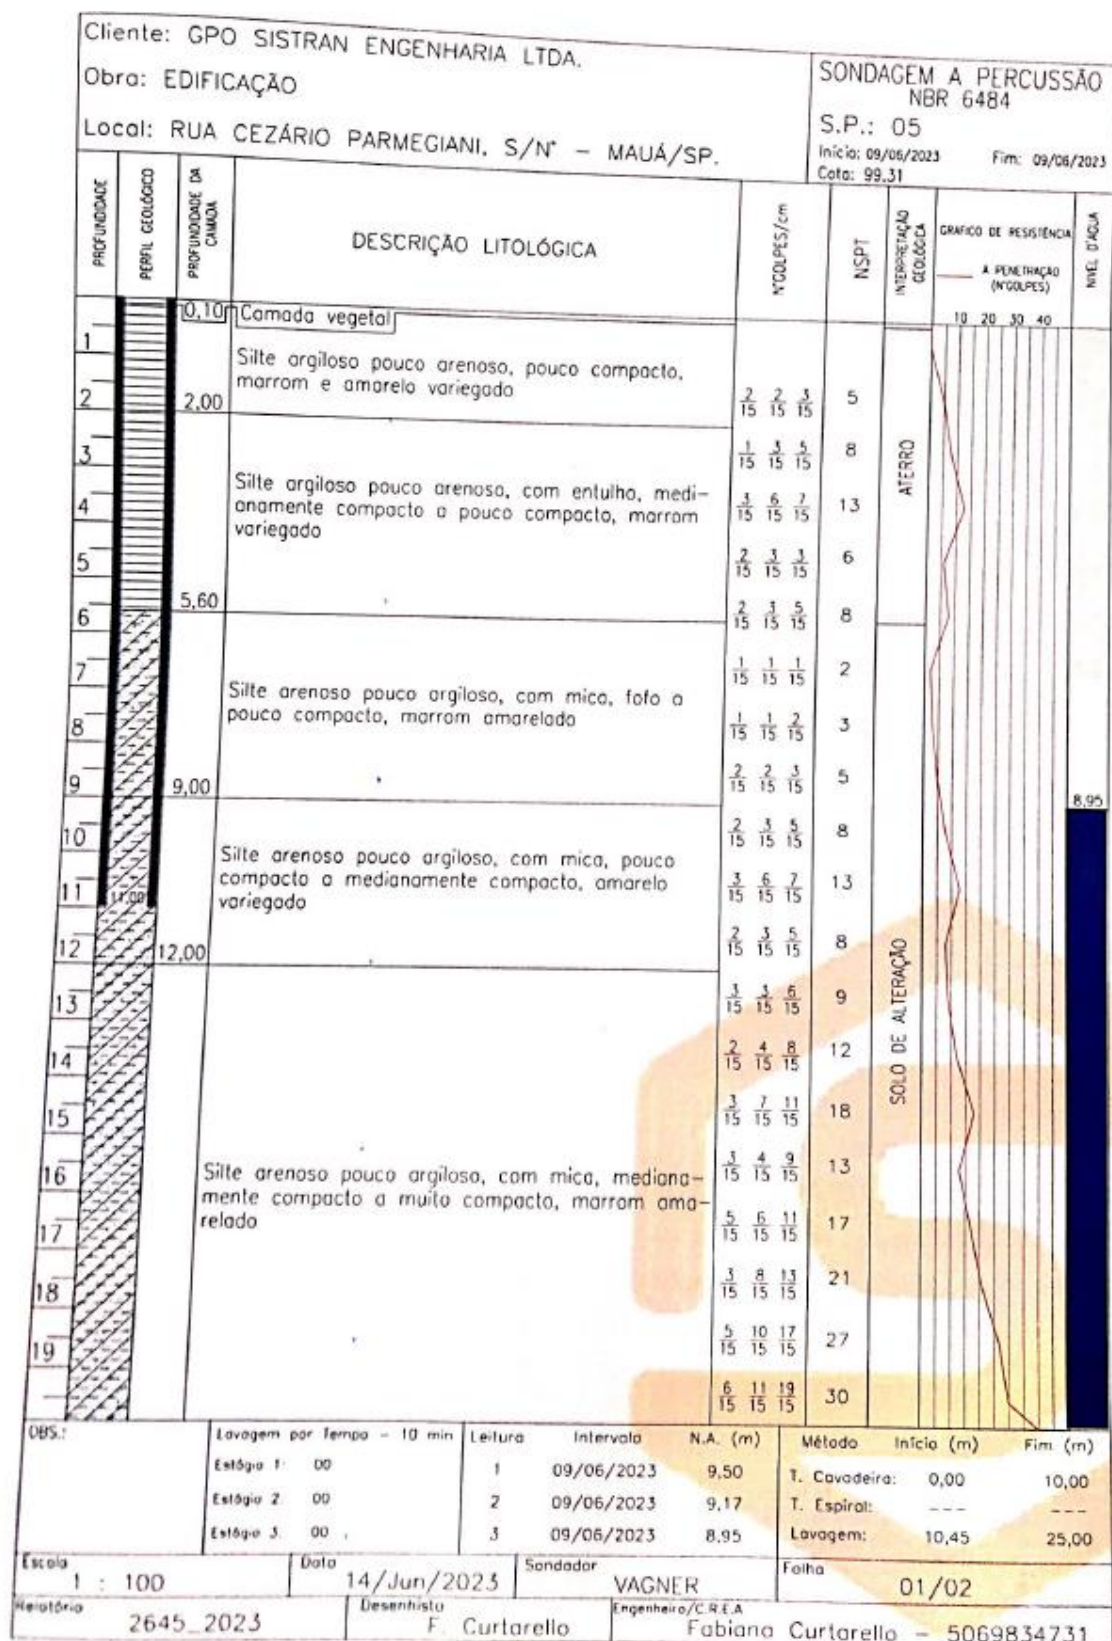 Cliente: GPO SISTRAN ENGENHARIA LTDA.
Obra: EDIFICAÇÃO
Local: RUA CEZÁRIO PARMEGIANI, S/N° - MAUÁ/SP.
SONDAGEM A PERCUSSÃO
NBR 6484
S.P.: 05
Início: 09/06/2023 Fim: 09/06/2023
Cota: 99.31
PROFUNDIDADE
PERFIL GEOLÓGICO
PROFUNDIDADE DA CAMADA
DESCRIÇÃO LITOLÓGICA
N°GOLPES/cm
NSPT
INTERPRETAÇÃO GEOLÓGICA
GRAFICO DE RESISTÊNCIA
A PENETRAÇÃO
(N°GOLPES)
10 20 30 40
NIVEL D'AGUA
0,10 Camada vegetal
1
Silte argiloso pouco arenoso, pouco compacto,
marrom e amarelo variegado
2 2,00 2/15 2/15 3/15 5
3 1/15 3/15 5/15 8
ATERRO
Silte argiloso pouco arenoso, com entulho, medi-
anamente compacto a pouco compacto, marrom
variegado
4 3/15 6/15 7/15 13
5 2/15 3/15 3/15 6
5,60
6 2/15 3/15 5/15 8
7 1/15 1/15 1/15 2
Silte arenoso pouco argiloso, com mica, fofo a
pouco compacto, marrom amarelado
8 1/15 1/15 2/15 3
9 9,00 2/15 2/15 3/15 5
8,95
10 2/15 3/15 5/15 8
Silte arenoso pouco argiloso, com mica, pouco
compacto a medianamente compacto, amarelo
variegado
11 11,00 3/15 6/15 7/15 13
12 12,00 2/15 3/15 5/15 8
13 3/15 3/15 6/15 9
SOLO DE ALTERAÇÃO
14 2/15 4/15 8/15 12
15 3/15 7/15 11/15 18
16 3/15 4/15 9/15 13
Silte arenoso pouco argiloso, com mica, mediana-
mente compacto a muito compacto, marrom ama-
relado
17 5/15 6/15 11/15 17
18 3/15 8/15 13/15 21
19 5/15 10/15 17/15 27
6/15 11/15 19/15 30
OBS.:
Lavagem por Tempo - 10 min
Estágio 1: 00
Estágio 2: 00
Estágio 3: 00
Leitura Intervalo N.A. (m)
1 09/06/2023 9,50
2 09/06/2023 9,17
3 09/06/2023 8,95
Método Início (m) Fim (m)
T. Cavadeira: 0,00 10,00
T. Espiral: --- ---
Lavagem: 10,45 25,00
Escala
1 : 100
Data
14/Jun/2023
Sondador
VAGNER
Folha
01/02
Relatório
2645_2023
Desenhista
F. Curtarello
Engenheiro/C.R.E.A
Fabiana Curtarello - 5069834731